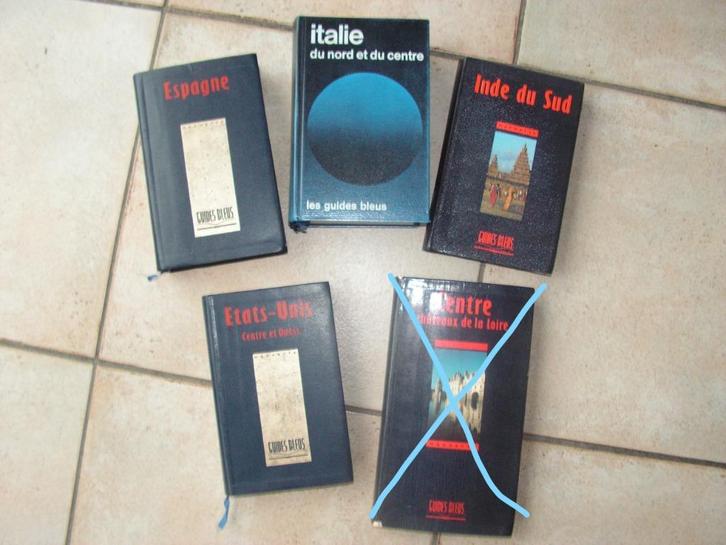 Espagne
GUIDES BLEUS
italie
du nord et du centre
les guides bleus
Inde du Sud
HACHETTE
GUIDES BLEUS
Etats-Unis
Centre et Ouest
GUIDES BLEUS
Centre
Châteaux de la Loire
GUIDES BLEUS